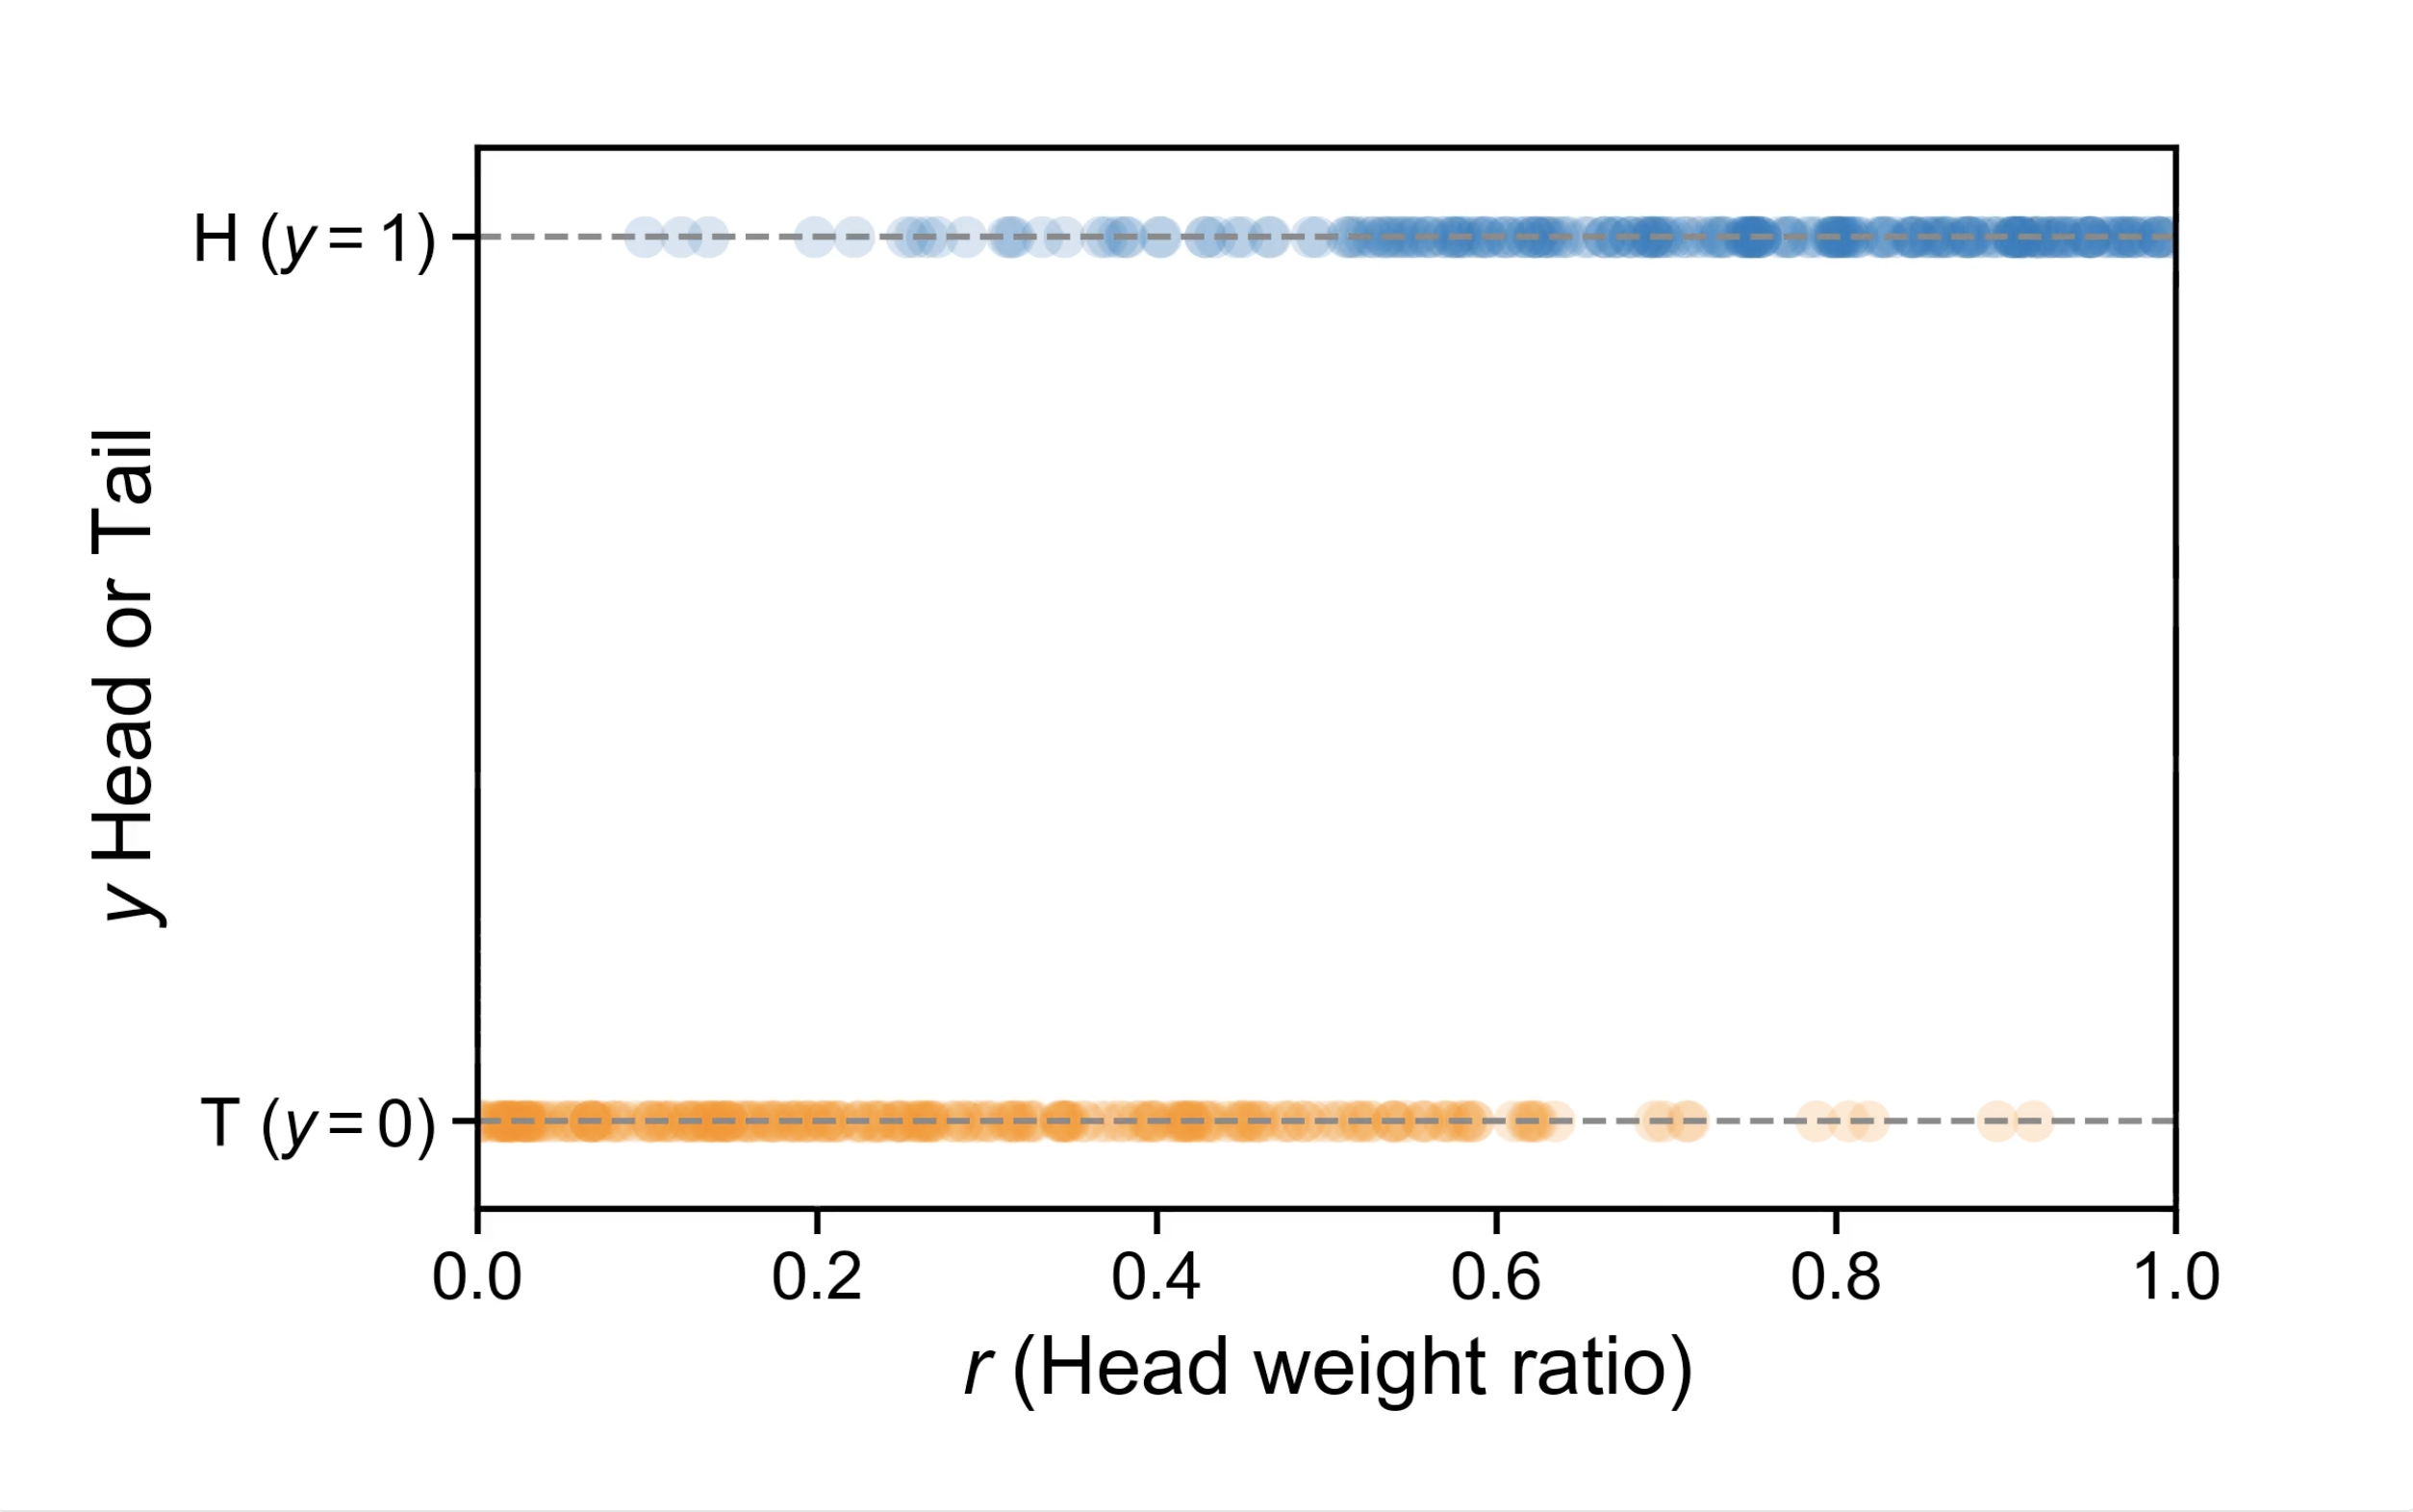 H (y = 1)
y Head or Tail
T (y = 0)
0.0 0.2 0.4 0.6 0.8 1.0
r (Head weight ratio)